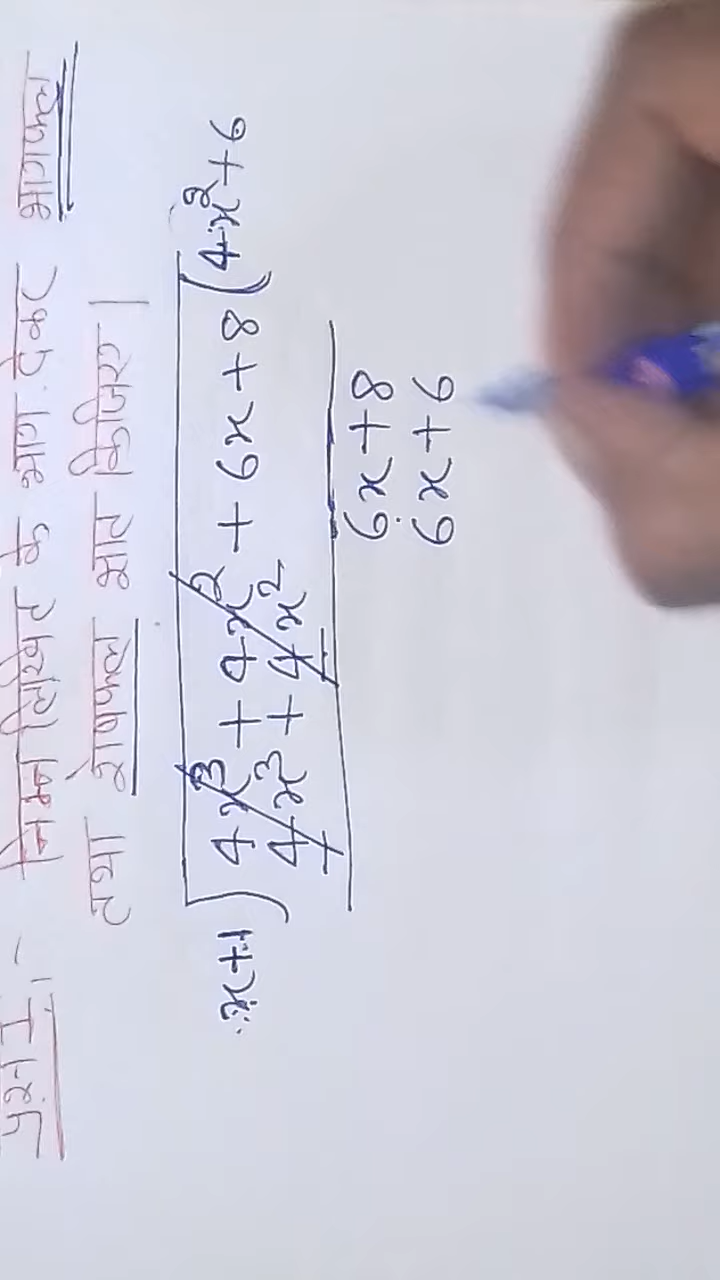 प्रश्न I:- निम्न लिखित के भाग देकर भागफल
तथा शेषफल ज्ञात किजिए।
x+1) 4x³ + 4x² + 6x + 8 (4x² + 6
4x³ + 4x²
- -
6x + 8
6x + 6